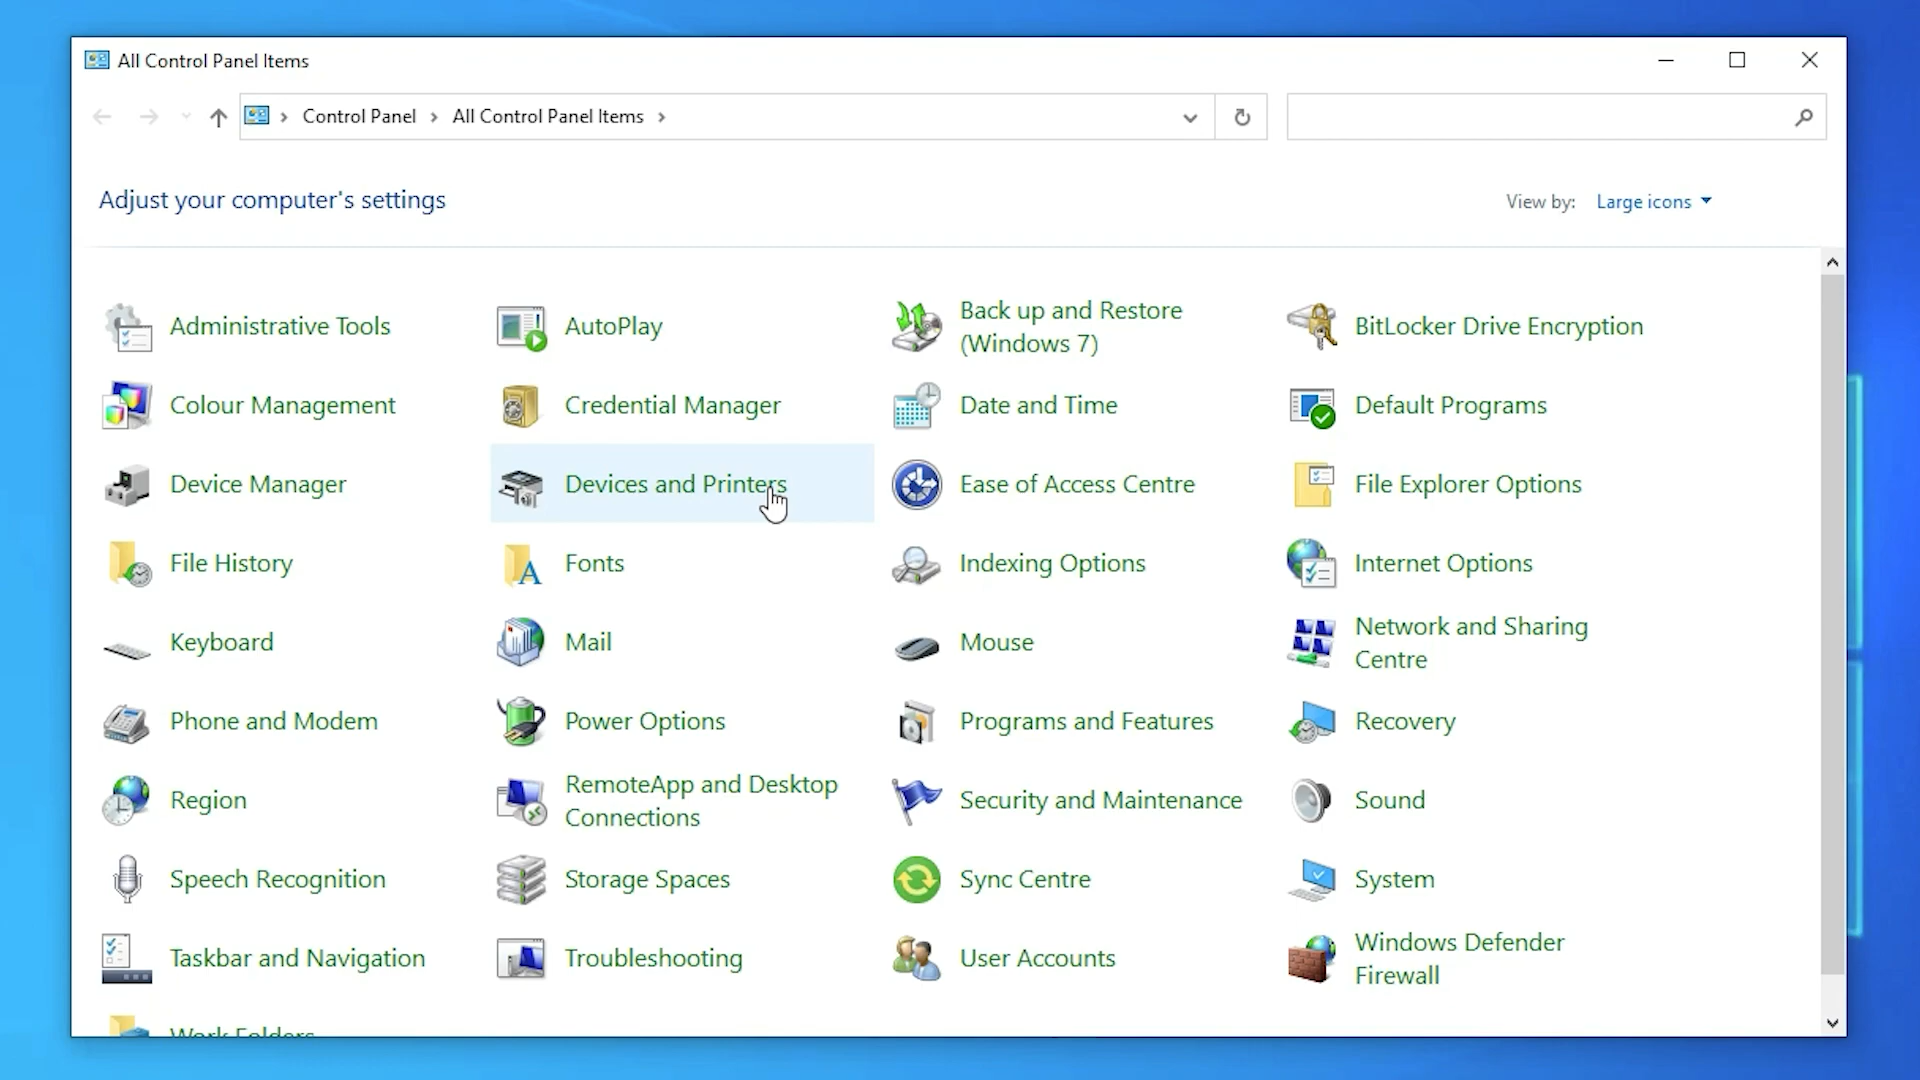 All Control Panel Items
Control Panel
All Control Panel Items
Adjust your computer's settings
View by:
Large icons
Administrative Tools
AutoPlay
Back up and Restore
(Windows 7)
BitLocker Drive Encryption
Colour Management
Credential Manager
Date and Time
Default Programs
Device Manager
Devices and Printers
Ease of Access Centre
File Explorer Options
File History
Fonts
Indexing Options
Internet Options
Keyboard
Mail
Mouse
Network and Sharing
Centre
Phone and Modem
Power Options
Programs and Features
Recovery
Region
RemoteApp and Desktop
Connections
Security and Maintenance
Sound
Speech Recognition
Storage Spaces
Sync Centre
System
Taskbar and Navigation
Troubleshooting
User Accounts
Windows Defender
Firewall
Work Folders